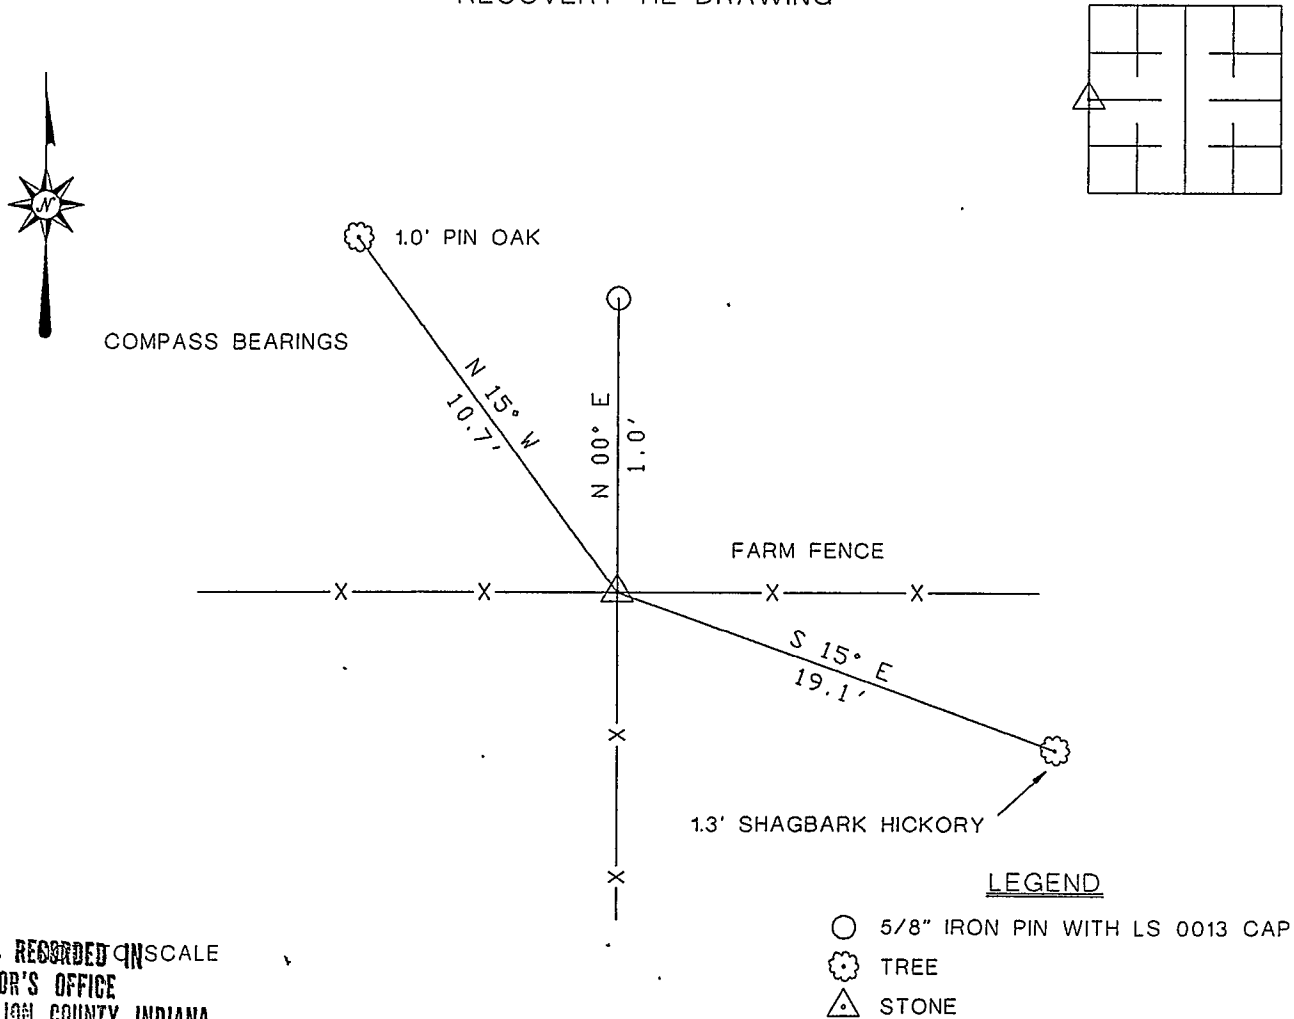 RECOVERY TIE DRAWING
N
1.0' PIN OAK
COMPASS BEARINGS
N 15° W
10.7'
N 00° E
1.0'
FARM FENCE
X X X X
S 15° E
19.1'
X
1.3' SHAGBARK HICKORY
X
LEGEND
5/8" IRON PIN WITH LS 0013 CAP
TREE
STONE
RECORDED IN SCALE
OR'S OFFICE
ION COUNTY, INDIANA